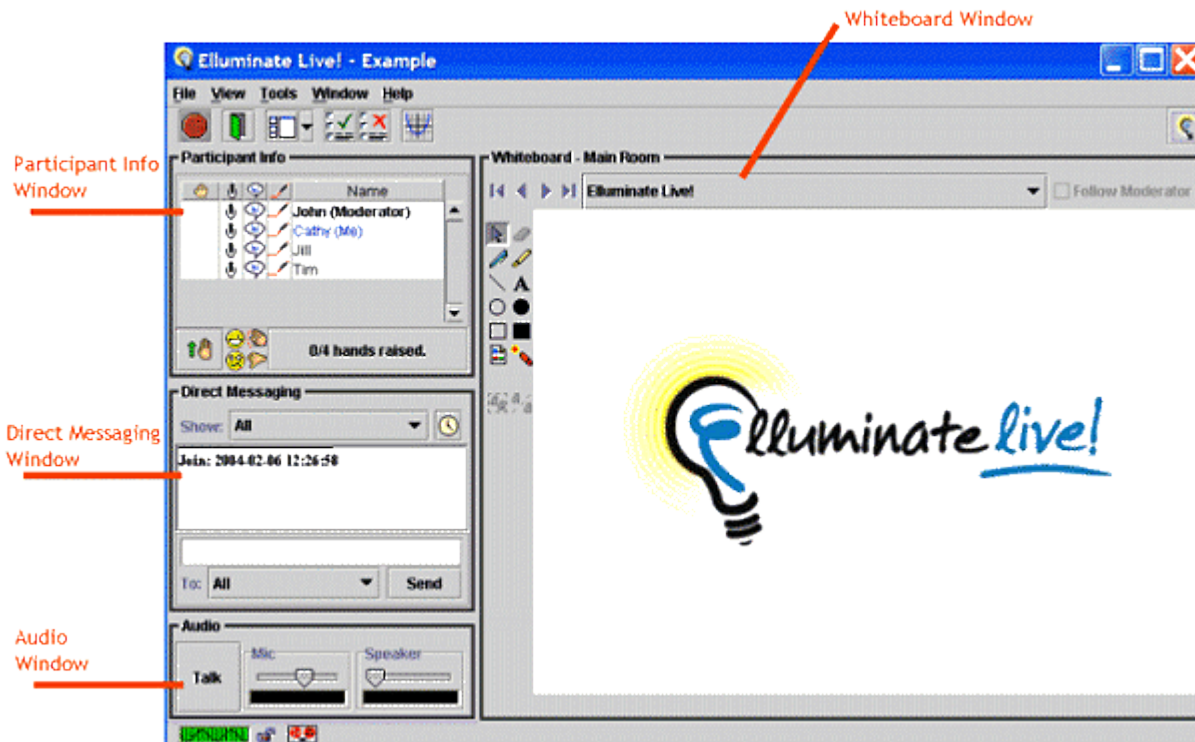 Whiteboard Window
Elluminate Live! - Example
File View Tools Window Help
Participant Info
Window
Participant Info
Name
John (Moderator)
Cathy (Me)
Jill
Tim
0/4 hands raised.
Direct Messaging
Window
Direct Messaging
Show: All
Join: 2004-02-06 12:26:58
To: All Send
Audio
Window
Audio
Talk
Mic Speaker
Whiteboard - Main Room
Elluminate Live! Follow Moderator
A
Elluminate live!